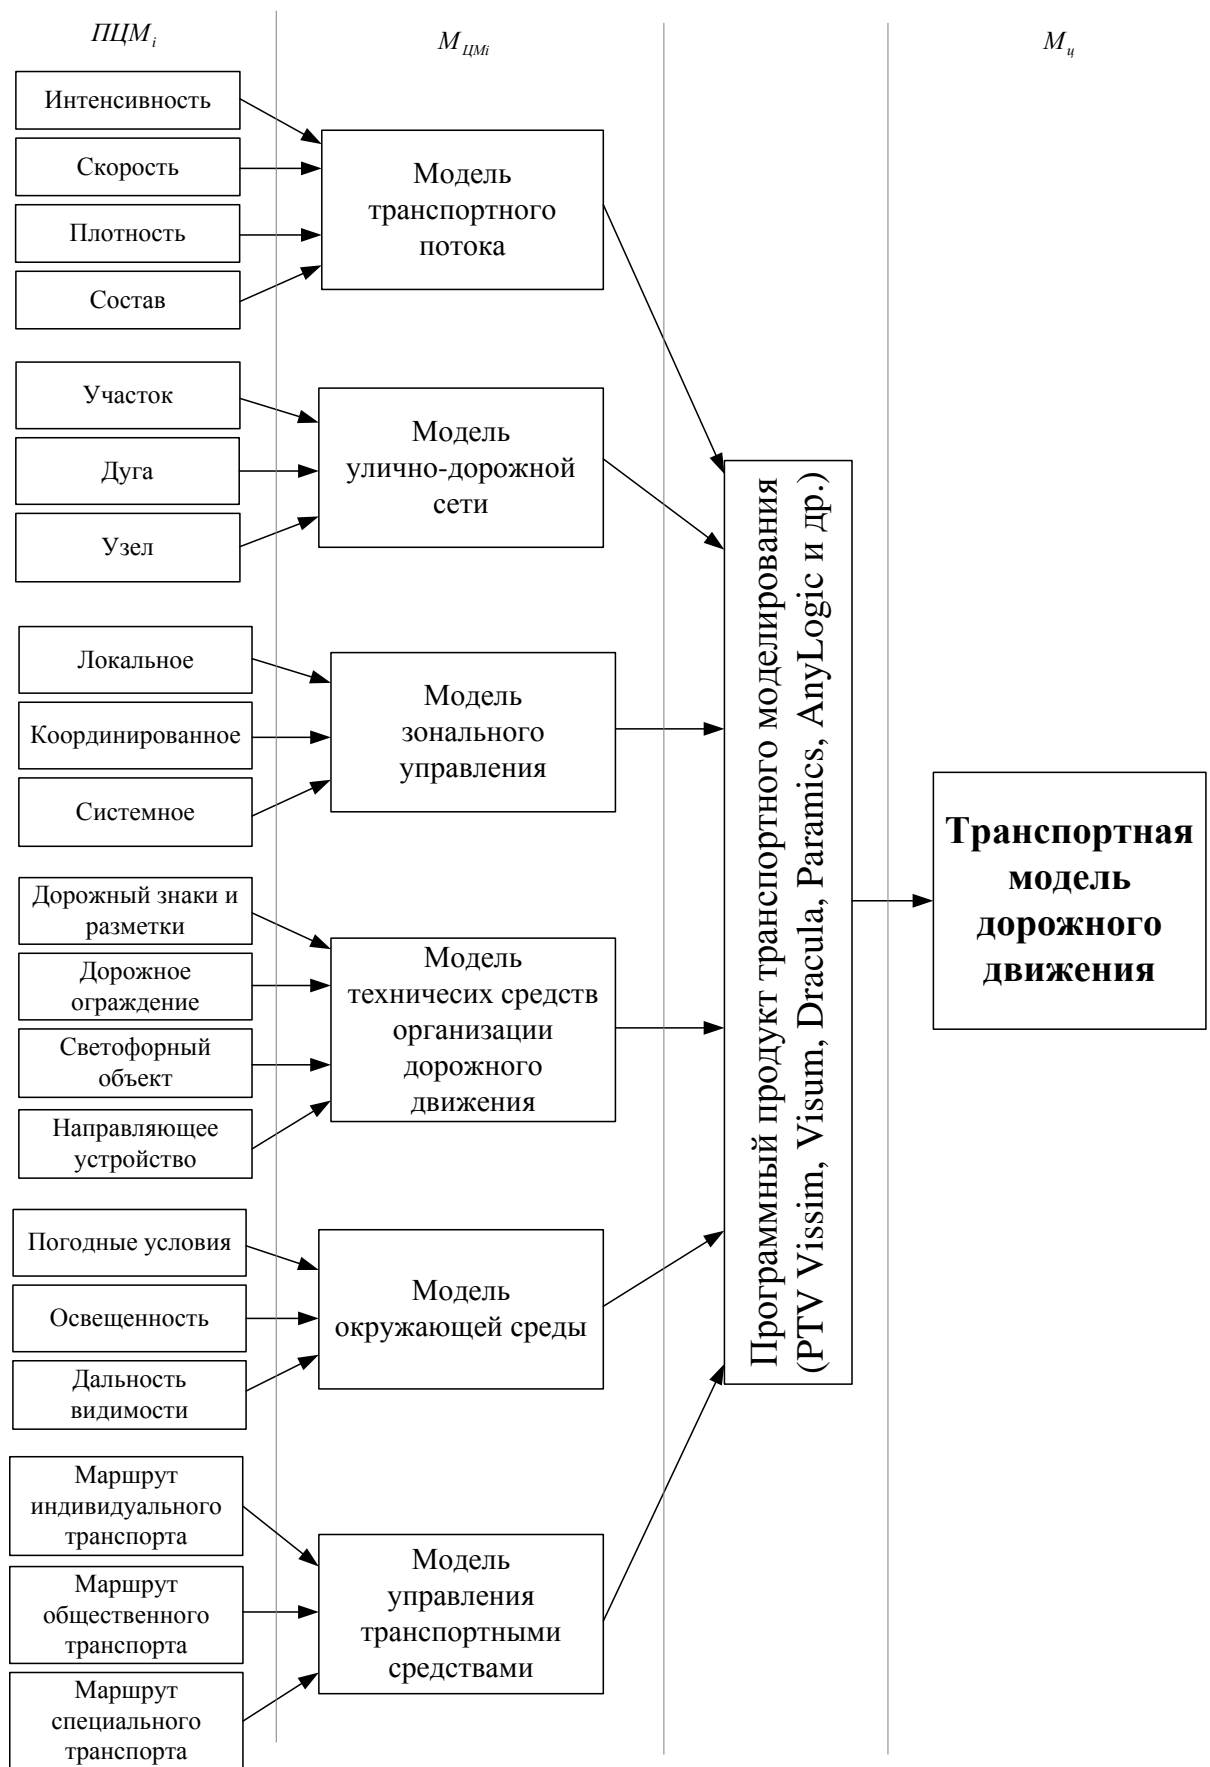 ПЦМi
МЦМi
Мц
Интенсивность
Скорость
Плотность
Состав
Модель
транспортного
потока
Участок
Дуга
Узел
Модель
улично-дорожной
сети
Локальное
Координированное
Системное
Модель
зонального
управления
Дорожный знаки и
разметки
Дорожное
ограждение
Светофорный
объект
Направляющее
устройство
Модель
техничесих средств
организации
дорожного
движения
Погодные условия
Освещенность
Дальность
видимости
Модель
окружающей среды
Маршрут
индивидуального
транспорта
Маршрут
общественного
транспорта
Маршрут
специального
транспорта
Модель
управления
транспортными
средствами
Программный продукт транспортного моделирования
(PTV Vissim, Visum, Dracula, Paramics, AnyLogic и др.)
Транспортная
модель
дорожного
движения